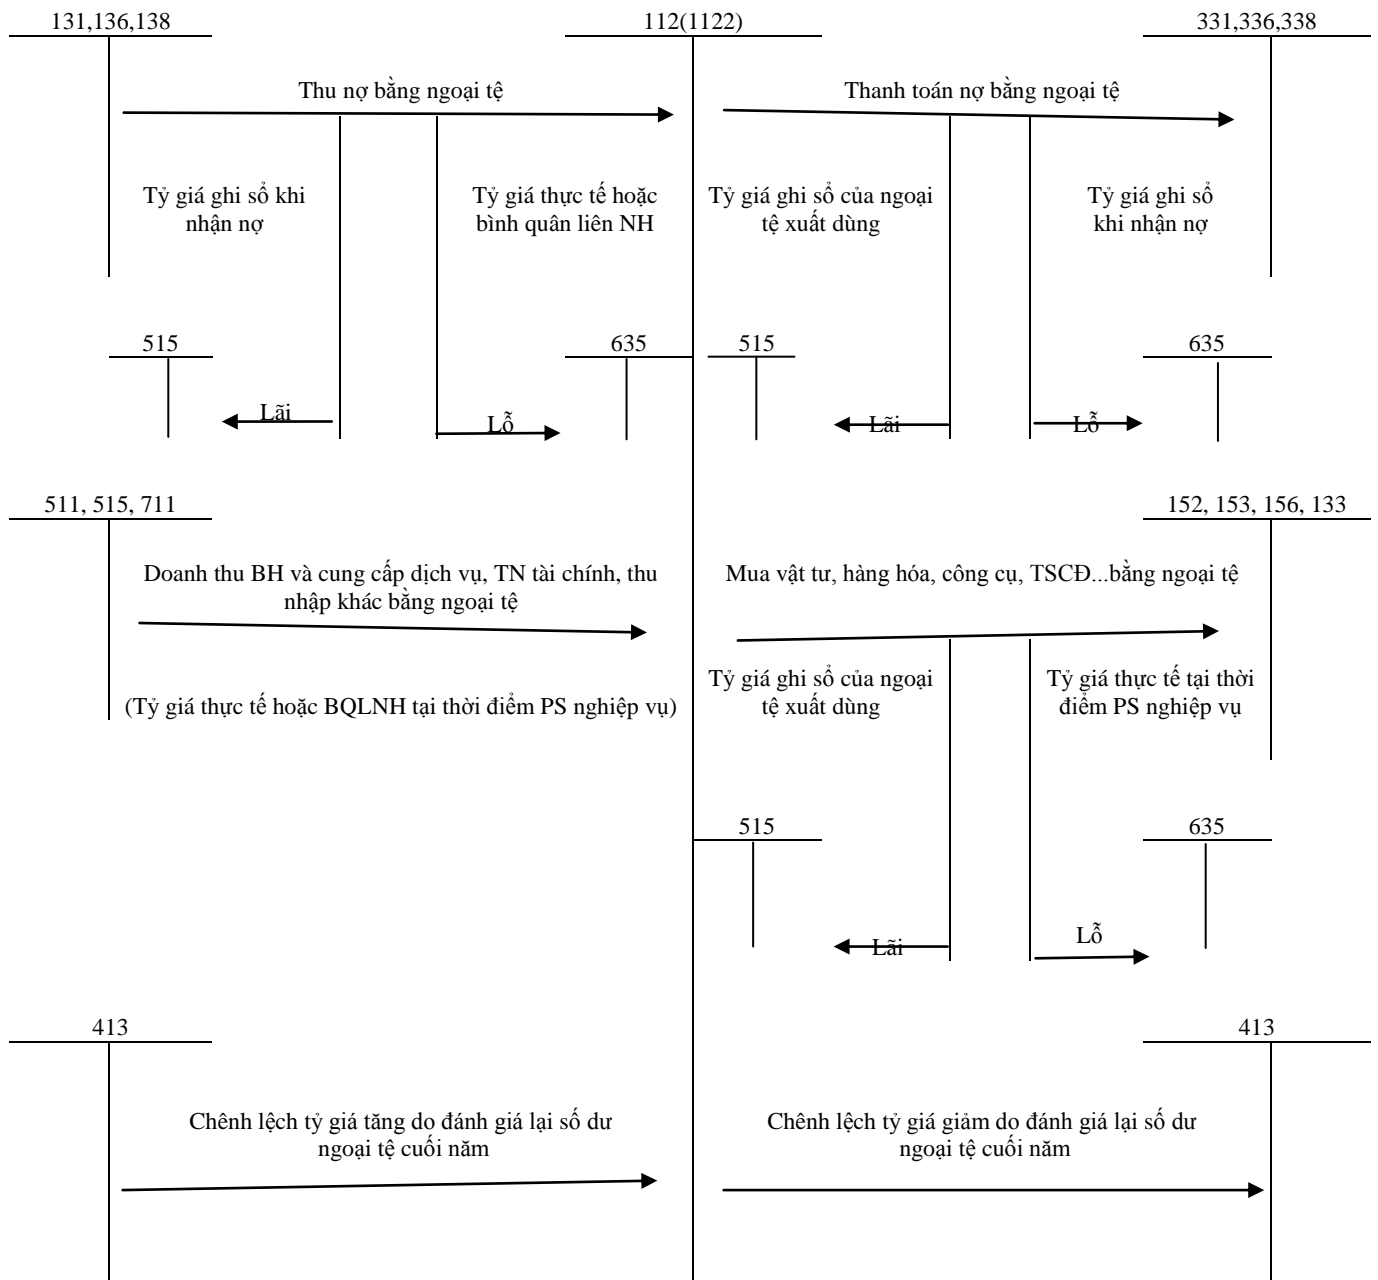 131,136,138
112(1122)
331,336,338
Thu nợ bằng ngoại tệ
Thanh toán nợ bằng ngoại tệ
Tỷ giá ghi sổ khi
nhận nợ
Tỷ giá thực tế hoặc
bình quân liên NH
Tỷ giá ghi sổ của ngoại
tệ xuất dùng
Tỷ giá ghi sổ
khi nhận nợ
515
635
515
635
Lãi
Lỗ
Lãi
Lỗ
511, 515, 711
152, 153, 156, 133
Doanh thu BH và cung cấp dịch vụ, TN tài chính, thu
nhập khác bằng ngoại tệ
Mua vật tư, hàng hóa, công cụ, TSCĐ...bằng ngoại tệ
(Tỷ giá thực tế hoặc BQLNH tại thời điểm PS nghiệp vụ)
Tỷ giá ghi sổ của ngoại
tệ xuất dùng
Tỷ giá thực tế tại thời
điểm PS nghiệp vụ
515
635
Lãi
Lỗ
413
413
Chênh lệch tỷ giá tăng do đánh giá lại số dư
ngoại tệ cuối năm
Chênh lệch tỷ giá giảm do đánh giá lại số dư
ngoại tệ cuối năm